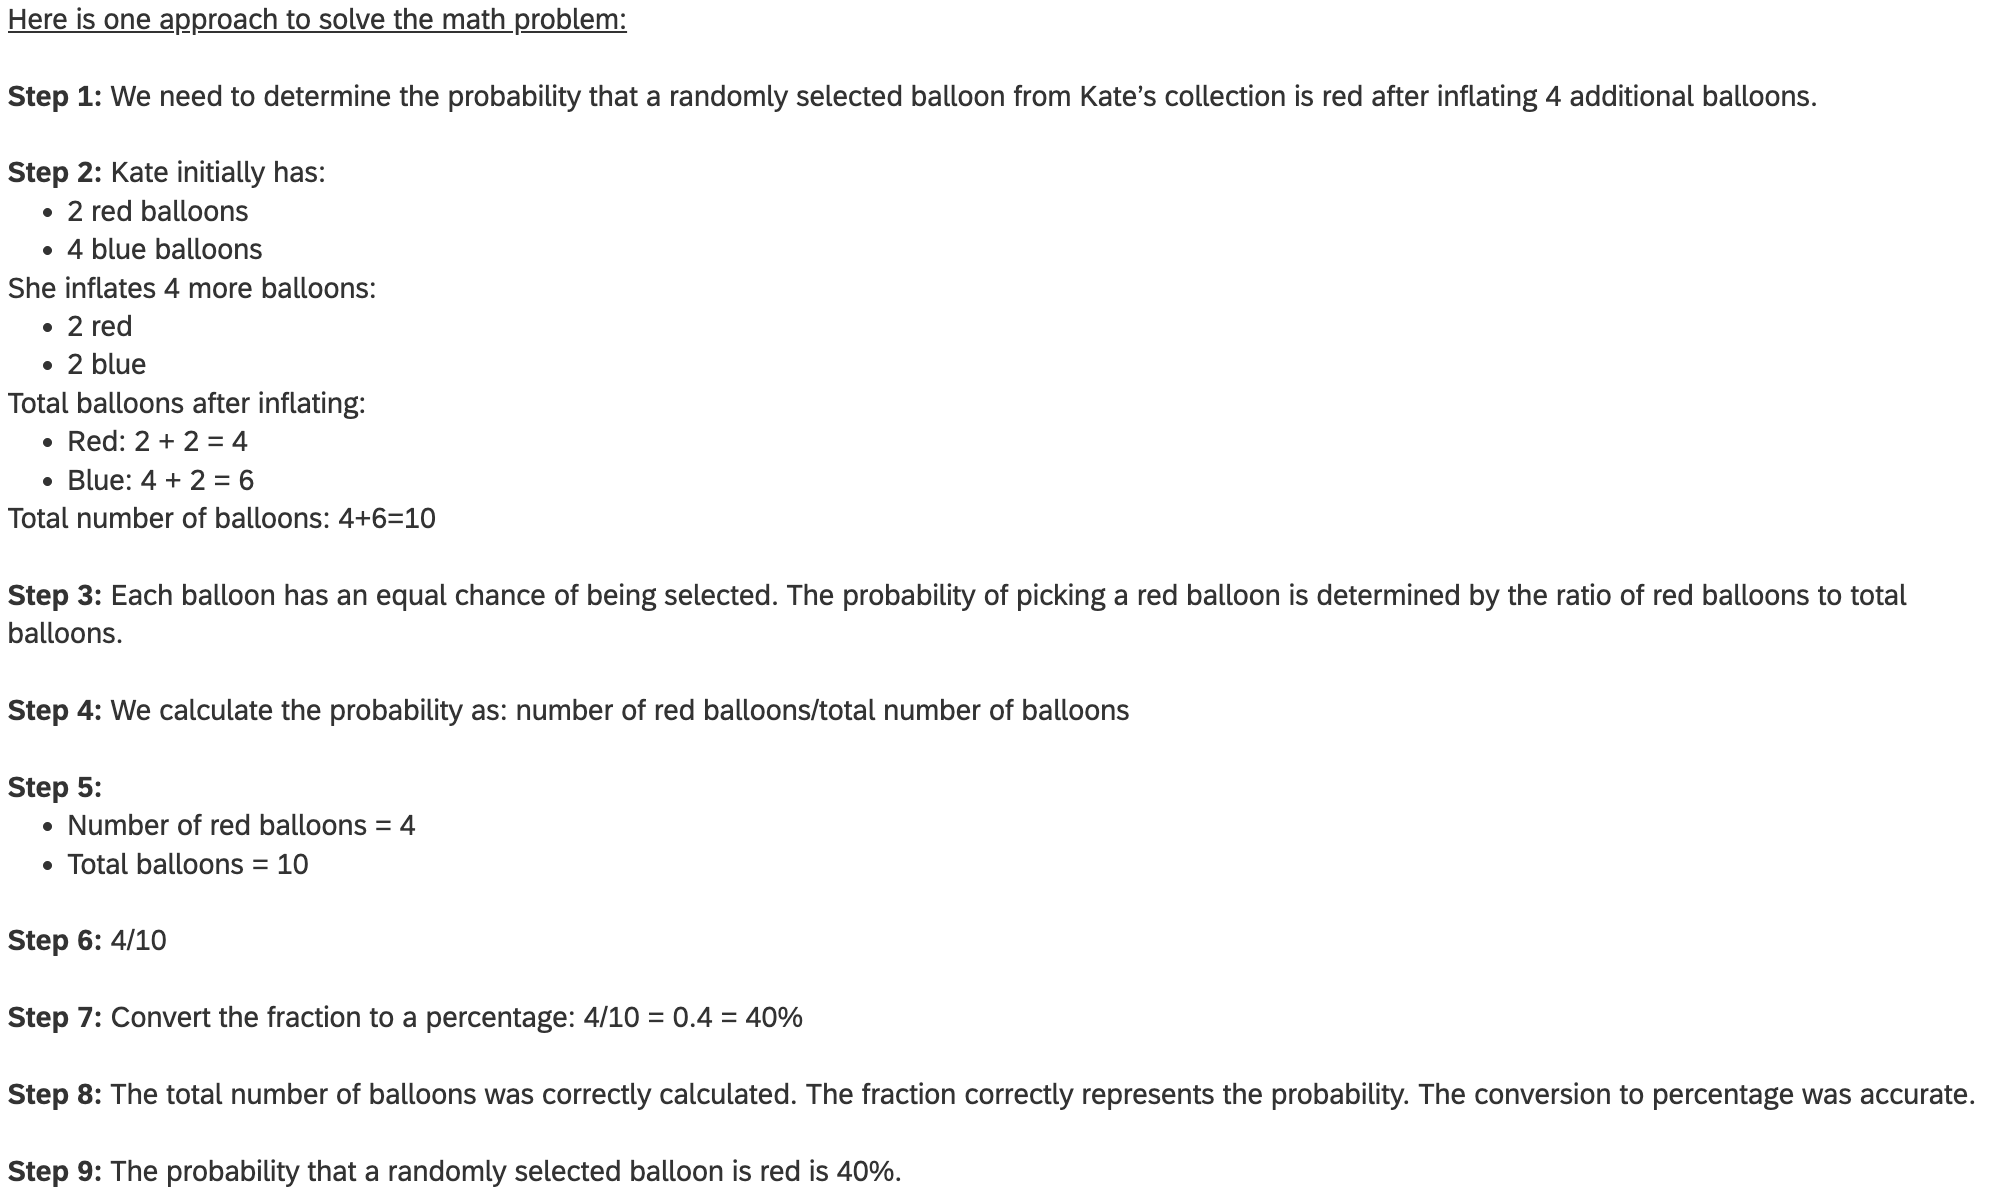 Here is one approach to solve the math problem:
Step 1: We need to determine the probability that a randomly selected balloon from Kate’s collection is red after inflating 4 additional balloons.
Step 2: Kate initially has:
• 2 red balloons
• 4 blue balloons
She inflates 4 more balloons:
• 2 red
• 2 blue
Total balloons after inflating:
• Red: 2 + 2 = 4
• Blue: 4 + 2 = 6
Total number of balloons: 4+6=10
Step 3: Each balloon has an equal chance of being selected. The probability of picking a red balloon is determined by the ratio of red balloons to total
balloons.
Step 4: We calculate the probability as: number of red balloons/total number of balloons
Step 5:
• Number of red balloons = 4
• Total balloons = 10
Step 6: 4/10
Step 7: Convert the fraction to a percentage: 4/10 = 0.4 = 40%
Step 8: The total number of balloons was correctly calculated. The fraction correctly represents the probability. The conversion to percentage was accurate.
Step 9: The probability that a randomly selected balloon is red is 40%.